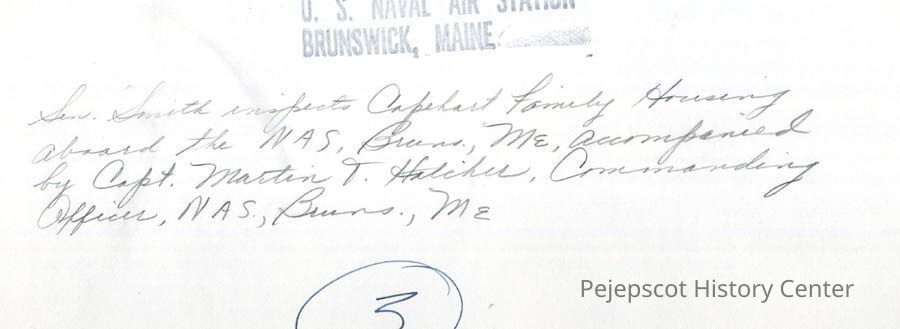 U. S. NAVAL AIR STATION
BRUNSWICK, MAINE
Sen. Smith inspects Capehart Family Housing
aboard the NAS, Bruns., ME, accompanied
by Capt. Martin T. Hatcher, Commanding
Officer, NAS., Bruns., ME
3
Pejepscot History Center